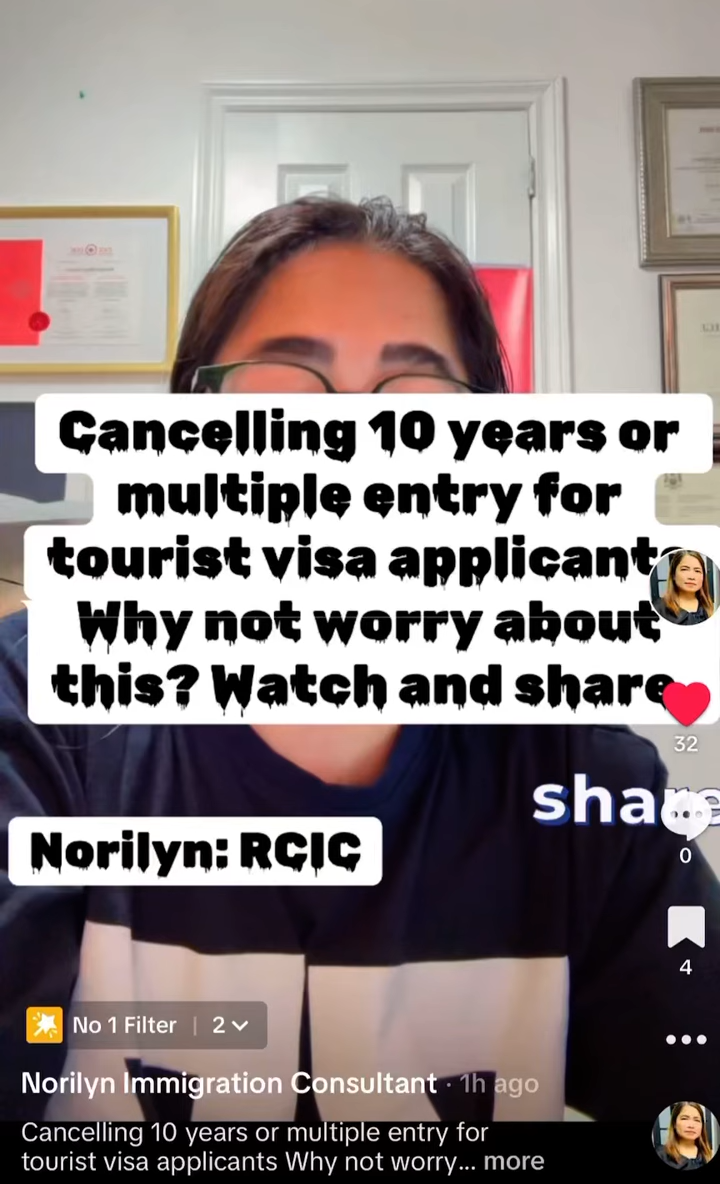 Cancelling 10 years or
multiple entry for
tourist visa applicants
Why not worry about
this? Watch and share
32
share
0
Norilyn: RCIC
4
No 1 Filter | 2
Norilyn Immigration Consultant · 1h ago
Cancelling 10 years or multiple entry for
tourist visa applicants Why not worry... more